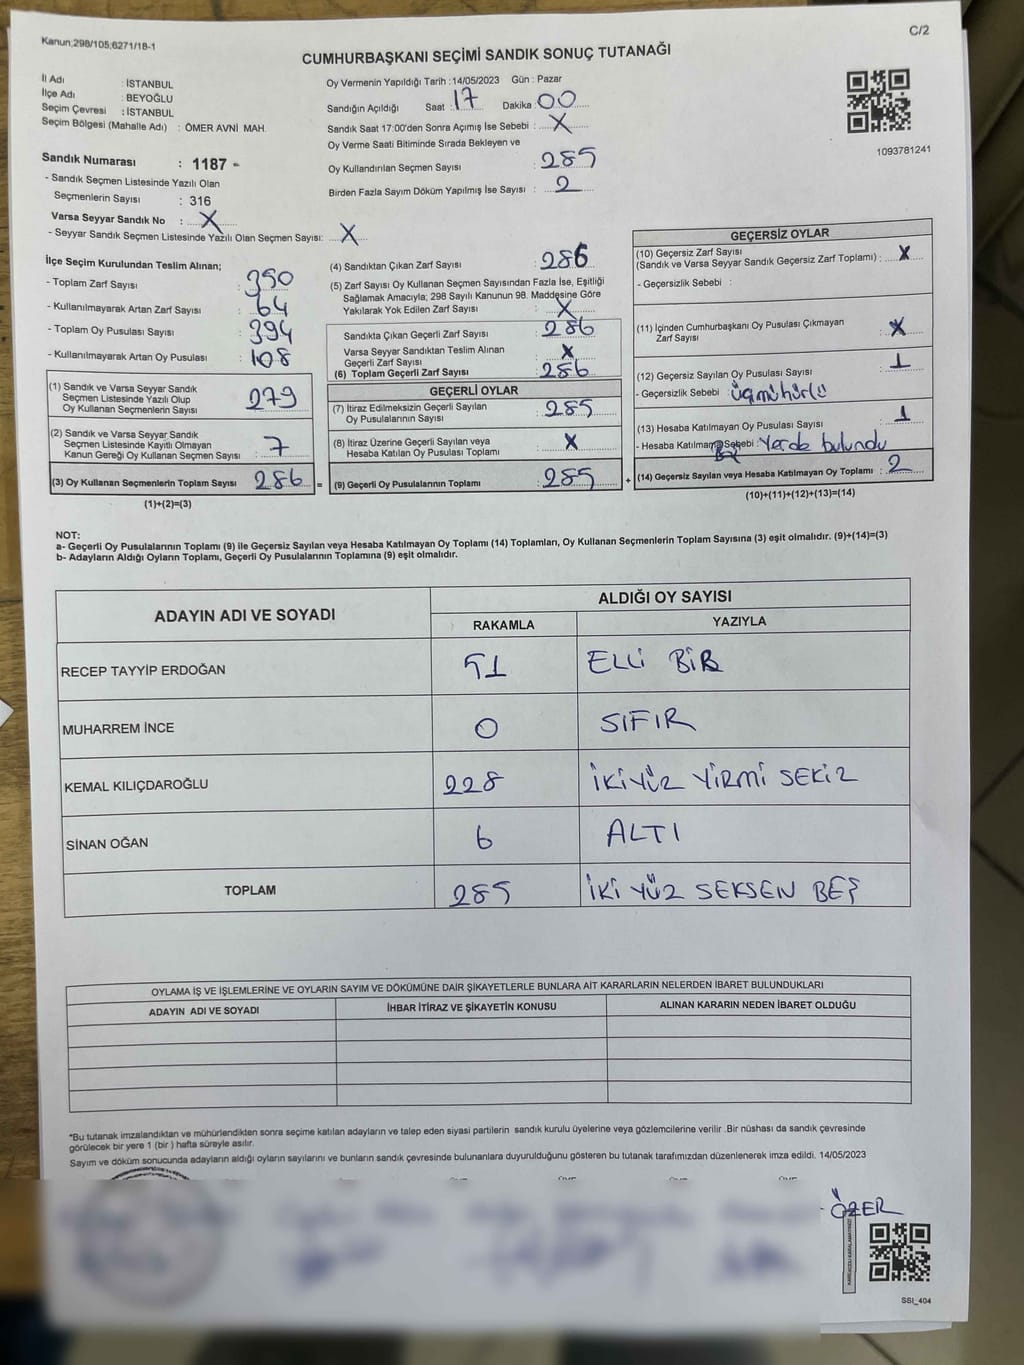 Kanun;298/105;6271/18-1
C/2
CUMHURBAŞKANI SEÇİMİ SANDIK SONUÇ TUTANAĞI
İl Adı : İSTANBUL
İlçe Adı : BEYOĞLU
Seçim Çevresi : İSTANBUL
Seçim Bölgesi (Mahalle Adı) : ÖMER AVNİ MAH.
Oy Vermenin Yapıldığı Tarih : 14/05/2023 Gün : Pazar
Sandığın Açıldığı Saat : 17 Dakika : 00
Sandık Saat 17:00'den Sonra Açımış İse Sebebi : X
Oy Verme Saati Bitiminde Sırada Bekleyen ve
Oy Kullandırılan Seçmen Sayısı : 285
Birden Fazla Sayım Döküm Yapılmış İse Sayısı : 2
1093781241
Sandık Numarası : 1187 -
- Sandık Seçmen Listesinde Yazılı Olan
Seçmenlerin Sayısı : 316
Varsa Seyyar Sandık No : X
- Seyyar Sandık Seçmen Listesinde Yazılı Olan Seçmen Sayısı: X
İlçe Seçim Kurulundan Teslim Alınan;
- Toplam Zarf Sayısı : 350
- Kullanılmayarak Artan Zarf Sayısı : 64
- Toplam Oy Pusulası Sayısı : 394
- Kullanılmayarak Artan Oy Pusulası : 108
(1) Sandık ve Varsa Seyyar Sandık
Seçmen Listesinde Yazılı Olup
Oy Kullanan Seçmenlerin Sayısı : 279
(2) Sandık ve Varsa Seyyar Sandık
Seçmen Listesinde Kayıtlı Olmayan
Kanun Gereği Oy Kullanan Seçmen Sayısı : 7
(3) Oy Kullanan Seçmenlerin Toplam Sayısı 286 =
(1)+(2)=(3)
(4) Sandıktan Çıkan Zarf Sayısı : 286
(5) Zarf Sayısı Oy Kullanan Seçmen Sayısından Fazla İse, Eşitliği
Sağlamak Amacıyla; 298 Sayılı Kanunun 98. Maddesine Göre
Yakılarak Yok Edilen Zarf Sayısı : X
Sandıkta Çıkan Geçerli Zarf Sayısı : 286
Varsa Seyyar Sandıktan Teslim Alınan
Geçerli Zarf Sayısı : X
(6) Toplam Geçerli Zarf Sayısı : 286
GEÇERLİ OYLAR
(7) İtiraz Edilmeksizin Geçerli Sayılan
Oy Pusulalarının Sayısı : 285
(8) İtiraz Üzerine Geçerli Sayılan veya
Hesaba Katılan Oy Pusulası Toplamı : X
(9) Geçerli Oy Pusulalarının Toplamı : 285 +
GEÇERSİZ OYLAR
(10) Geçersiz Zarf Sayısı
(Sandık ve Varsa Seyyar Sandık Geçersiz Zarf Toplamı) : X
- Geçersizlik Sebebi :
(11) İçinden Cumhurbaşkanı Oy Pusulası Çıkmayan
Zarf Sayısı : X
(12) Geçersiz Sayılan Oy Pusulası Sayısı : 1
- Geçersizlik Sebebi : Üçmühürlü
(13) Hesaba Katılmayan Oy Pusulası Sayısı : 1
- Hesaba Katılmama Sebebi : Yerde bulundu
(14) Geçersiz Sayılan veya Hesaba Katılmayan Oy Toplamı : 2
(10)+(11)+(12)+(13)=(14)
NOT:
a- Geçerli Oy Pusulalarının Toplamı (9) ile Geçersiz Sayılan veya Hesaba Katılmayan Oy Toplamı (14) Toplamları, Oy Kullanan Seçmenlerin Toplam Sayısına (3) eşit olmalıdır. (9)+(14)=(3)
b- Adayların Aldığı Oyların Toplamı, Geçerli Oy Pusulalarının Toplamına (9) eşit olmalıdır.
ADAYIN ADI VE SOYADI
ALDIĞI OY SAYISI
RAKAMLA YAZIYLA
RECEP TAYYİP ERDOĞAN 51 ELLİ BİR
MUHARREM İNCE 0 SIFIR
KEMAL KILIÇDAROĞLU 228 İKİYÜZ YİRMİ SEKİZ
SİNAN OĞAN 6 ALTI
TOPLAM 285 İKİ YÜZ SEKSEN BEŞ
OYLAMA İŞ VE İŞLEMLERİNE VE OYLARIN SAYIM VE DÖKÜMÜNE DAİR ŞİKAYETLERLE BUNLARA AİT KARARLARIN NELERDEN İBARET BULUNDUKLARI
ADAYIN ADI VE SOYADI İHBAR İTİRAZ VE ŞİKAYETİN KONUSU ALINAN KARARIN NEDEN İBARET OLDUĞU
*Bu tutanak imzalandıktan ve mühürlendikten sonra seçime katılan adayların ve talep eden siyasi partilerin sandık kurulu üyelerine veya gözlemcilerine verilir .Bir nüshası da sandık çevresinde
görülecek bir yere 1 (bir ) hafta süreyle asılır.
Sayım ve döküm sonucunda adayların aldığı oyların sayılarını ve bunların sandık çevresinde bulunanlara duyurulduğunu gösteren bu tutanak tarafımızdan düzenlenerek imza edildi. 14/05/2023
ÖZER
KAREKODU KARALAMAYINIZ
SSI_404